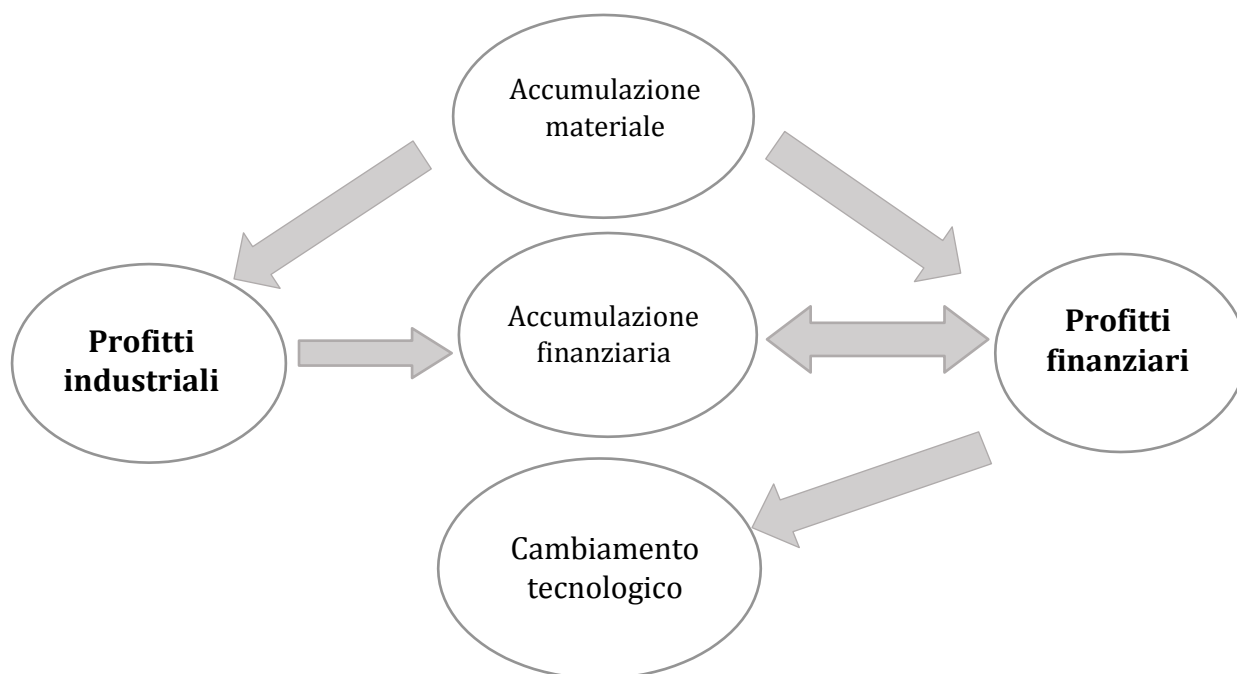 Accumulazione
materiale
Profitti
industriali
Accumulazione
finanziaria
Profitti
finanziari
Cambiamento
tecnologico